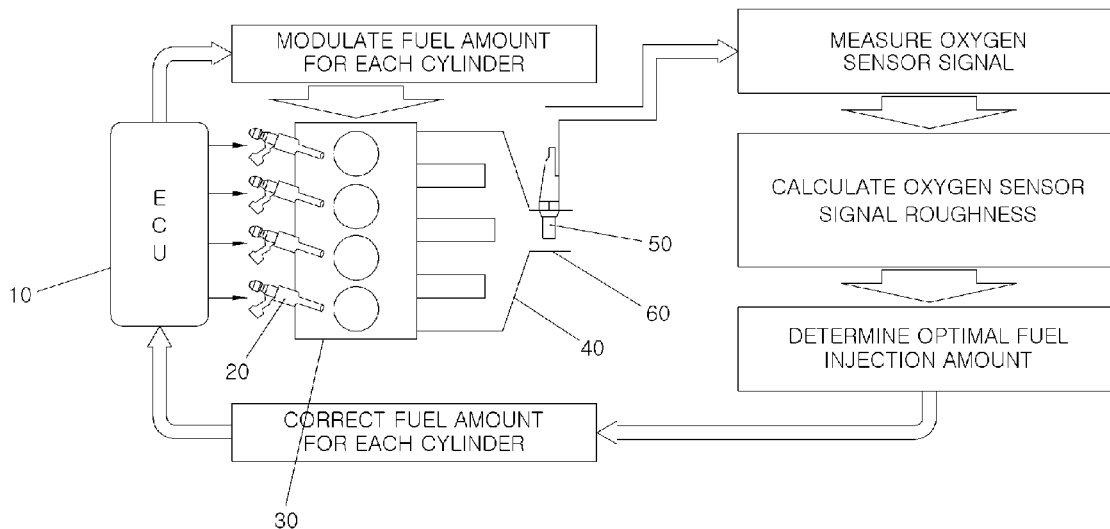 MODULATE FUEL AMOUNT
FOR EACH CYLINDER
MEASURE OXYGEN
SENSOR SIGNAL
E
C
U
CALCULATE OXYGEN SENSOR
SIGNAL ROUGHNESS
50
10
60
20
40
DETERMINE OPTIMAL FUEL
INJECTION AMOUNT
CORRECT FUEL AMOUNT
FOR EACH CYLINDER
30